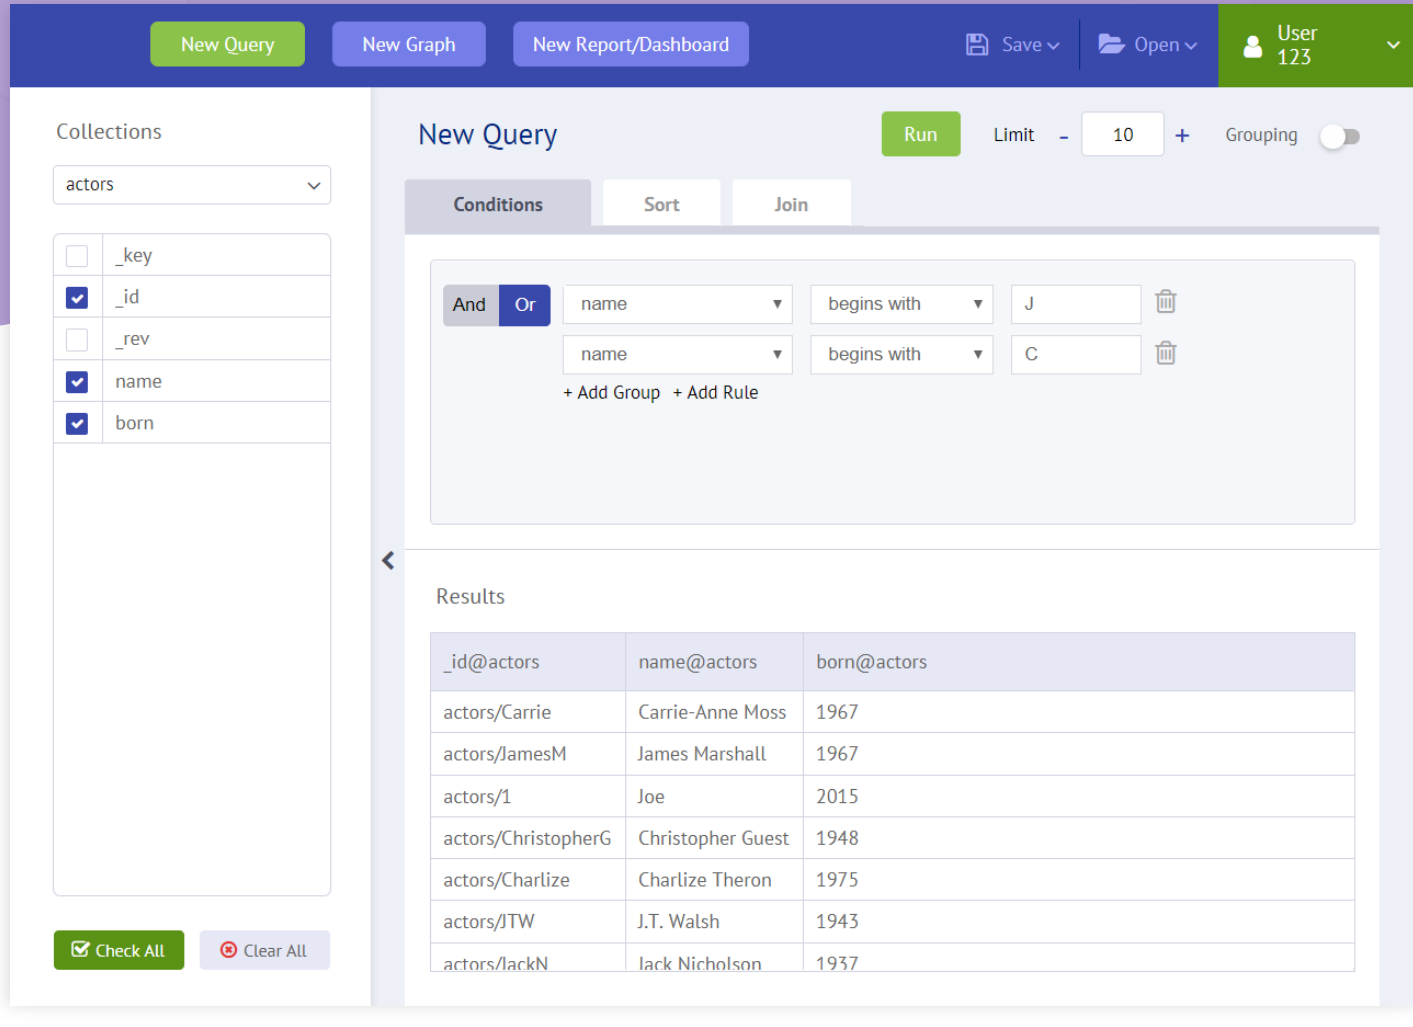 New Query New Graph New Report/Dashboard Save Open User 123
Collections
actors
_key
_id
_rev
name
born
Check All Clear All
New Query Run Limit - 10 + Grouping
Conditions Sort Join
And Or name begins with J
name begins with C
+ Add Group + Add Rule
Results
_id@actors name@actors born@actors
actors/Carrie Carrie-Anne Moss 1967
actors/JamesM James Marshall 1967
actors/1 Joe 2015
actors/ChristopherG Christopher Guest 1948
actors/Charlize Charlize Theron 1975
actors/JTW J.T. Walsh 1943
actors/JackN Jack Nicholson 1937